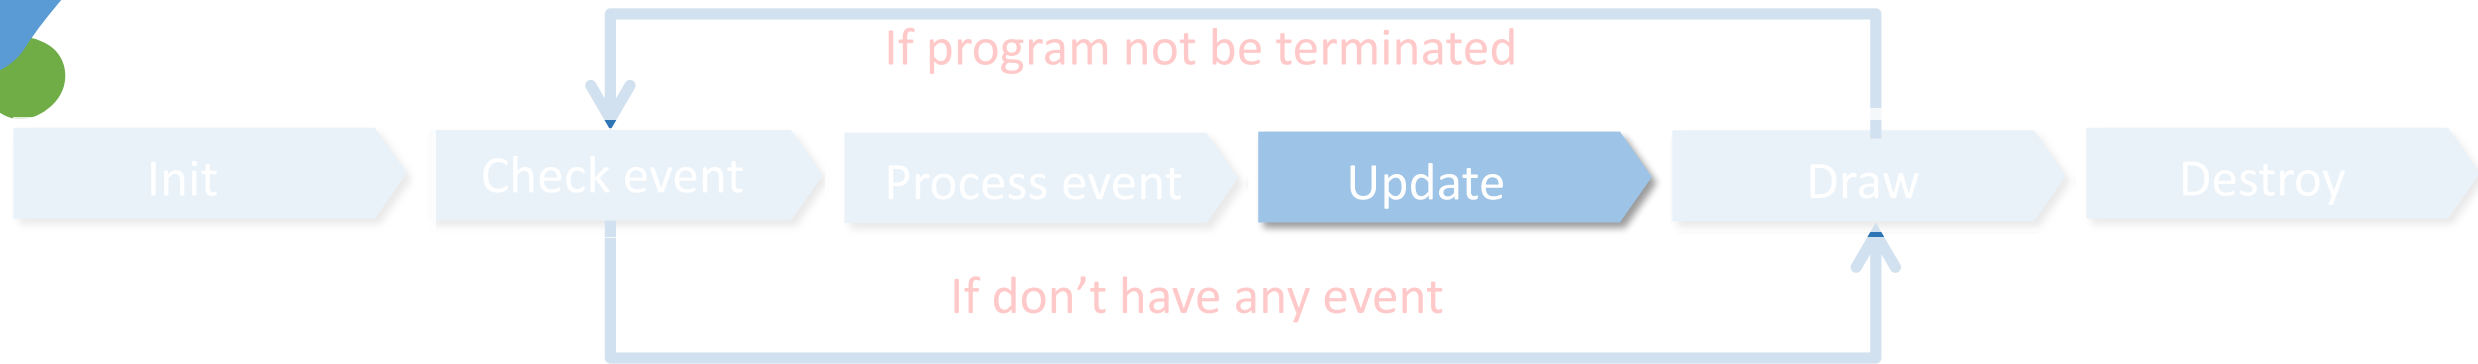 If program not be terminated
Init
Check event
Process event
Update
Draw
Destroy
If don’t have any event